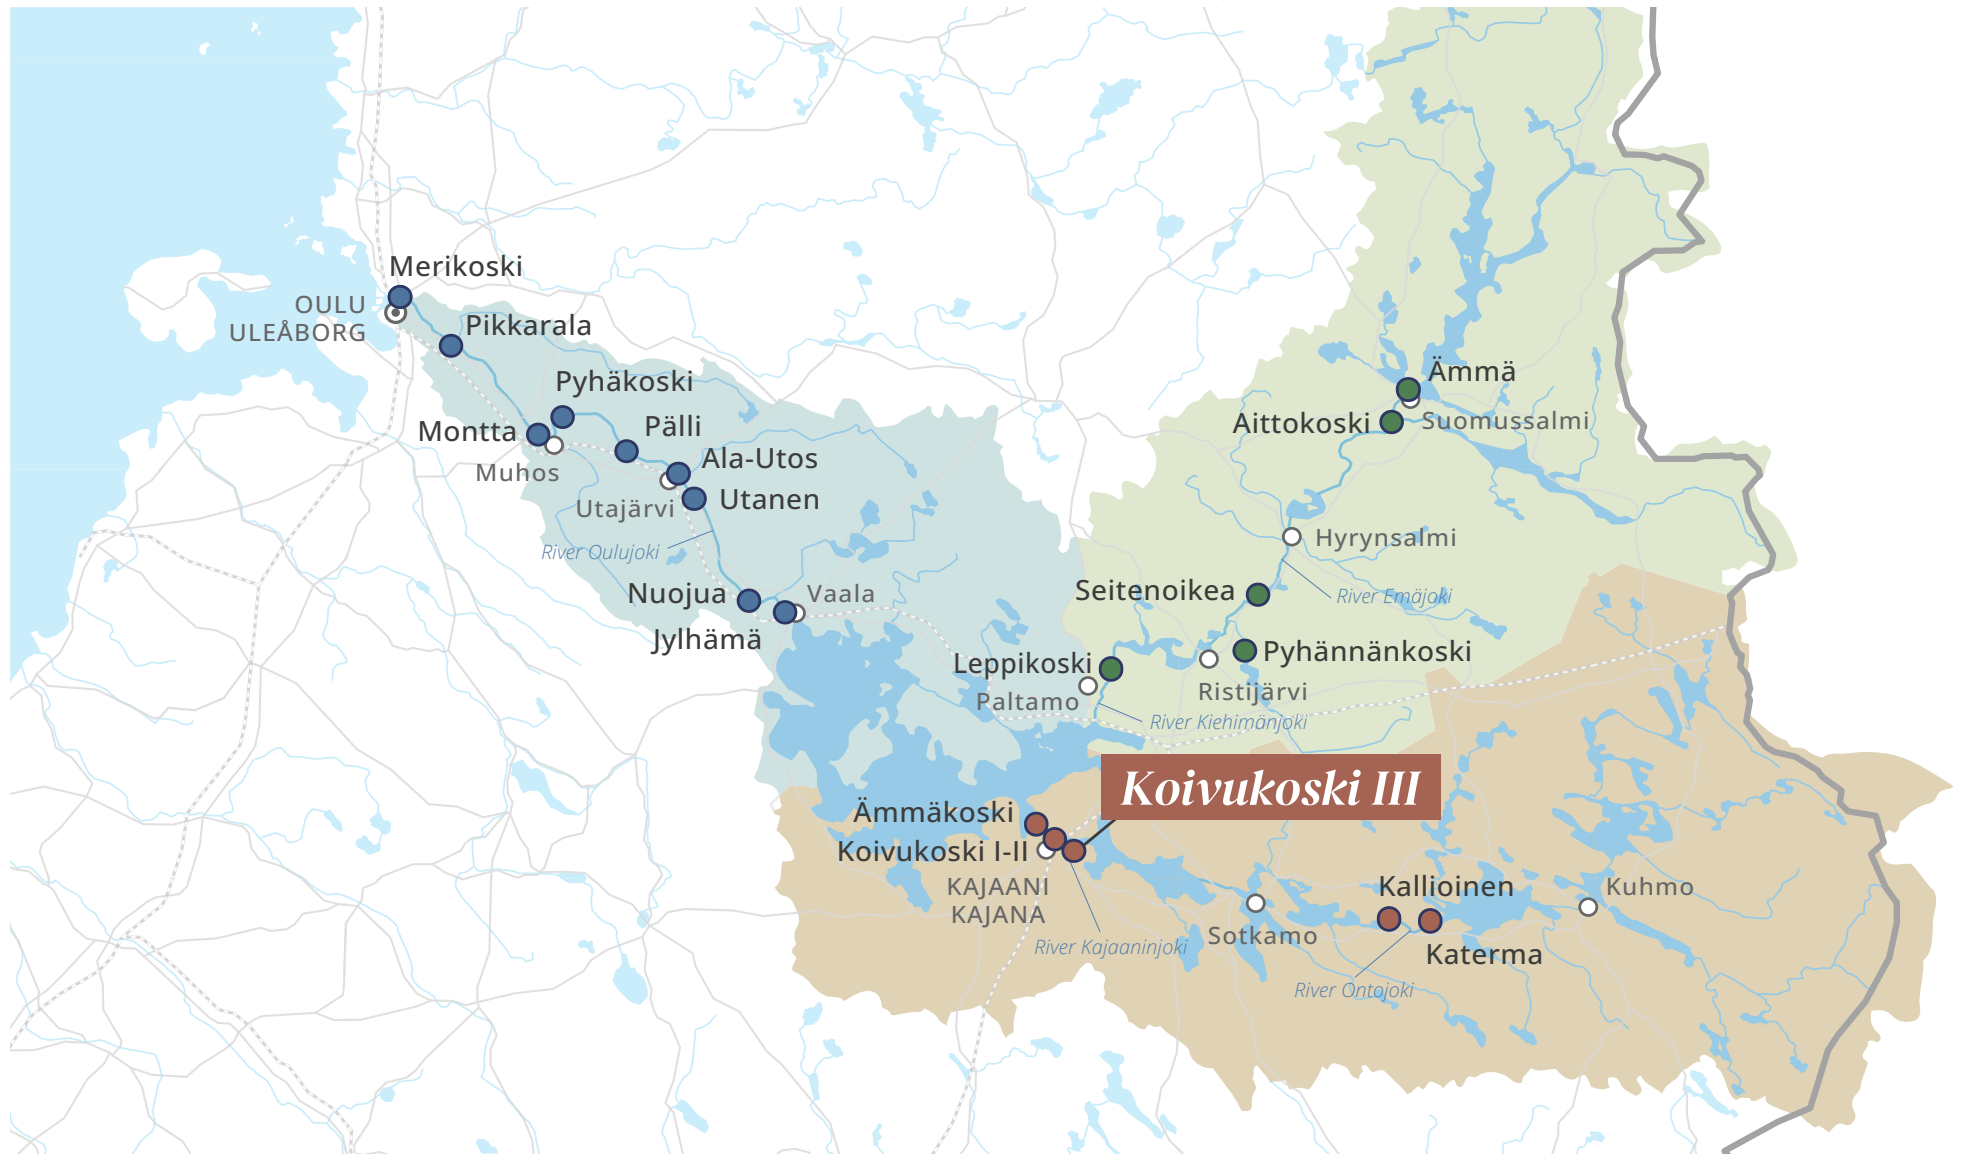 Merikoski
OULU
ULEÅBORG
Pikkarala
Pyhäkoski
Montta
Pälli
Muhos
Ala-Utos
Utanen
Utajärvi
River Oulujoki
Nuojua
Vaala
Jylhämä
Ämmä
Aittokoski
Suomussalmi
Hyrynsalmi
Seitenoikea
River Emäjoki
Pyhännänkoski
Leppikoski
Ristijärvi
Paltamo
River Kiehimänjoki
Koivukoski III
Ämmäkoski
Koivukoski I-II
KAJAANI
KAJANA
River Kajaaninjoki
Sotkamo
Kallioinen
Kuhmo
Katerma
River Ontojoki